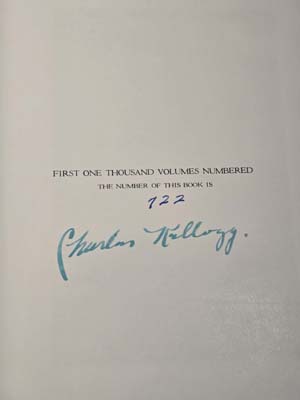 FIRST ONE THOUSAND VOLUMES NUMBERED
THE NUMBER OF THIS BOOK IS
722
Charles Kellogg.